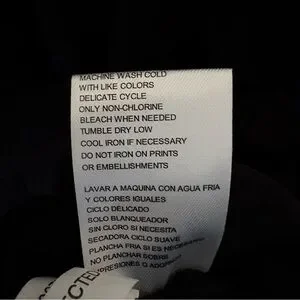 MACHINE WASH COLD
WITH LIKE COLORS
DELICATE CYCLE
ONLY NON-CHLORINE
BLEACH WHEN NEEDED
TUMBLE DRY LOW
COOL IRON IF NECESSARY
DO NOT IRON ON PRINTS
OR EMBELLISHMENTS
LAVAR A MAQUINA CON AGUA FRIA
Y COLORES IGUALES
CICLO DELICADO
SOLO BLANQUEADOR
SIN CLORO SI NECESITA
SECADORA CICLO SUAVE
PLANCHA FRIA SI ES NECESARIO
NO PLANCHAR SOBRE